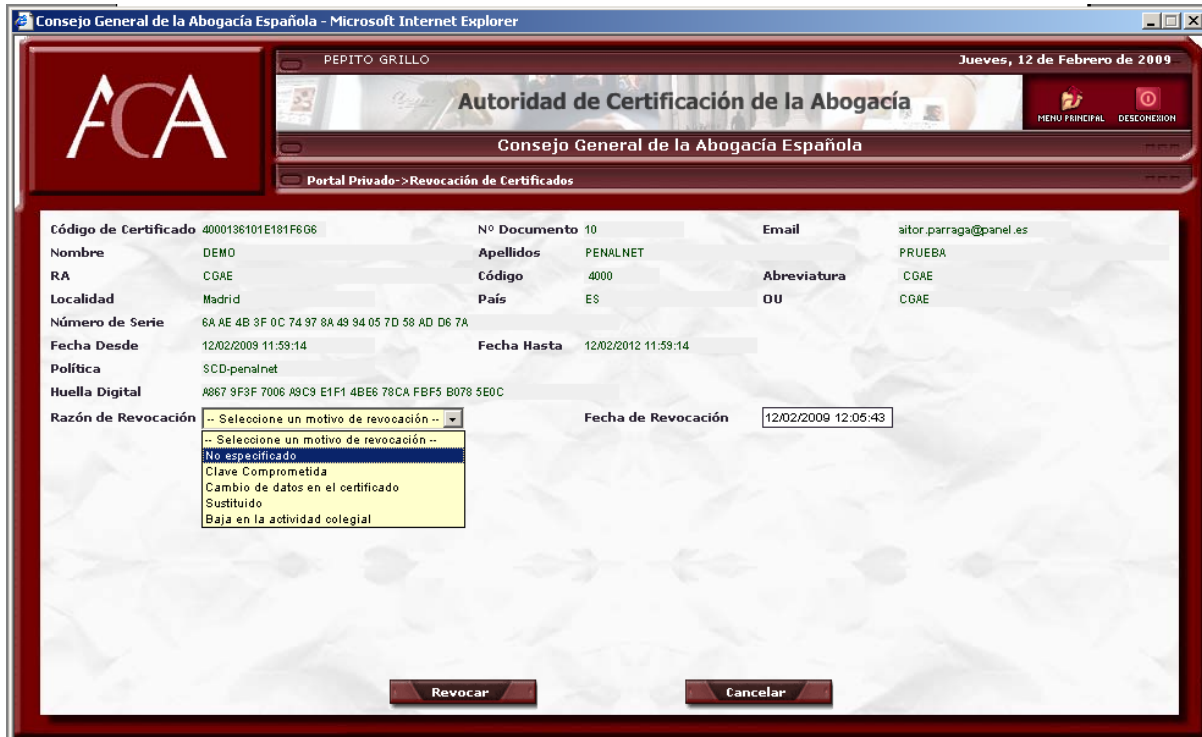 Consejo General de la Abogacía Española - Microsoft Internet Explorer
ACA
PEPITO GRILLO
Jueves, 12 de Febrero de 2009
Autoridad de Certificación de la Abogacía
MENU PRINCIPAL DESCONEXION
Consejo General de la Abogacía Española
Portal Privado->Revocación de Certificados
Código de Certificado 4000136101E181F6G6 Nº Documento 10 Email aitor.parraga@panel.es
Nombre DEMO Apellidos PENALNET PRUEBA
RA CGAE Código 4000 Abreviatura CGAE
Localidad Madrid País ES OU CGAE
Número de Serie 6A AE 4B 3F 0C 74 97 8A 49 94 05 7D 58 AD D6 7A
Fecha Desde 12/02/2009 11:59:14 Fecha Hasta 12/02/2012 11:59:14
Política SCD-penalnet
Huella Digital A867 9F3F 7006 A9C9 E1F1 4BE6 78CA FBF5 B078 5E0C
Razón de Revocación -- Seleccione un motivo de revocación -- Fecha de Revocación 12/02/2009 12:05:43
-- Seleccione un motivo de revocación --
No especificado
Clave Comprometida
Cambio de datos en el certificado
Sustituido
Baja en la actividad colegial
Revocar Cancelar